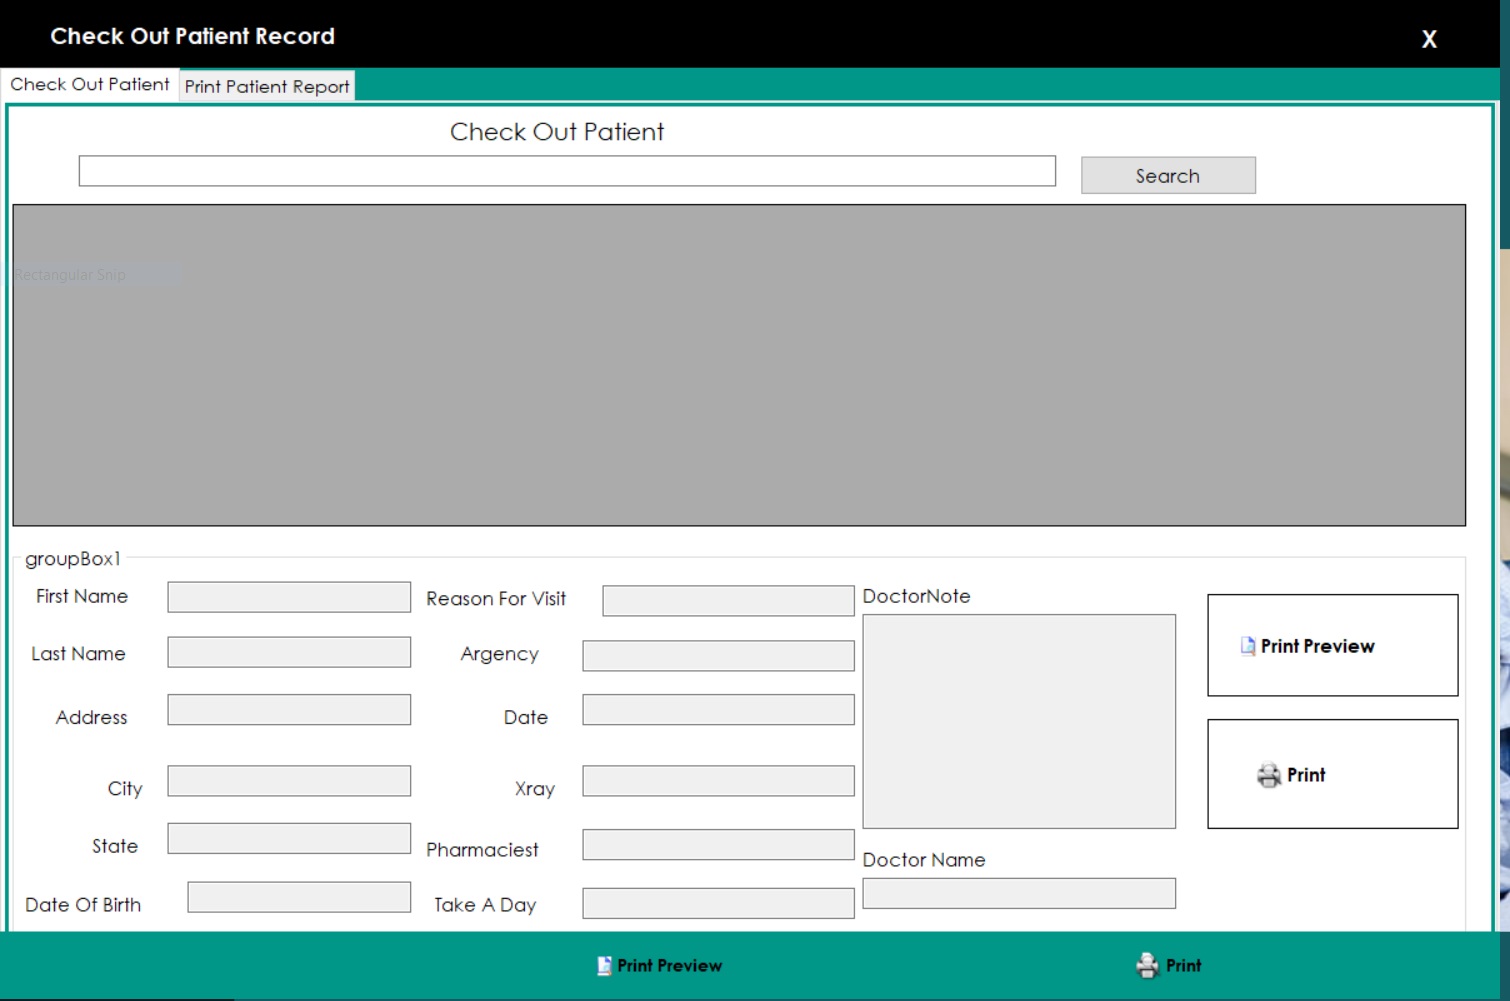 Check Out Patient Record
X
Check Out Patient
Print Patient Report
Check Out Patient
Search
Rectangular Snip
groupBox1
First Name
Reason For Visit
DoctorNote
Last Name
Argency
Print Preview
Address
Date
City
Xray
Print
State
Pharmaciest
Doctor Name
Date Of Birth
Take A Day
Print Preview
Print